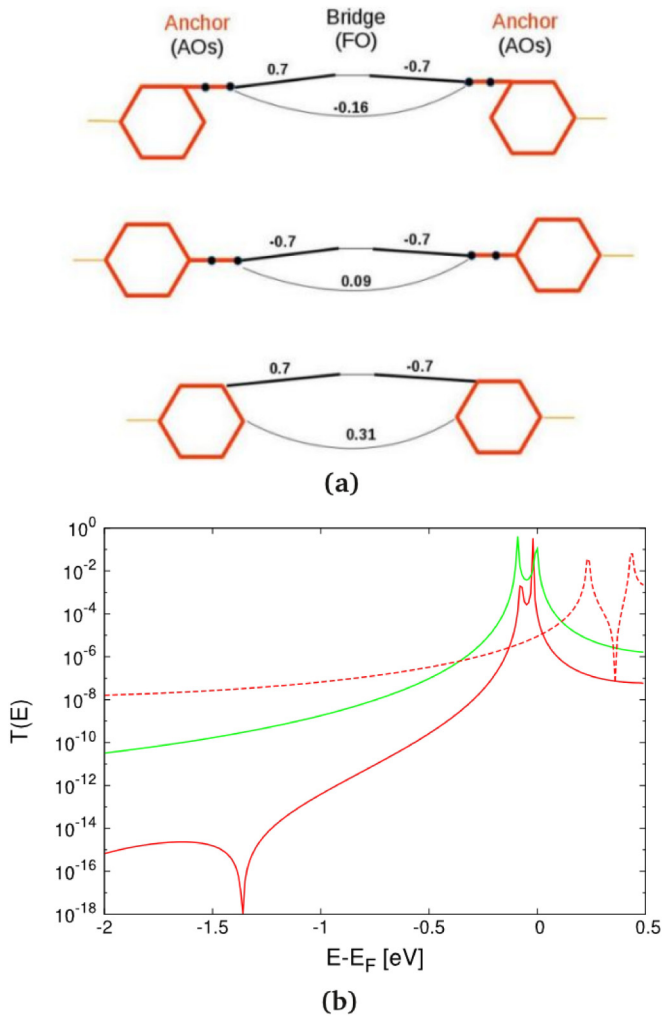 Anchor Bridge Anchor
(AOs) (FO) (AOs)
0.7 -0.7
-0.16
-0.7 -0.7
0.09
0.7 -0.7
0.31
(a)
10^0
10^-2
10^-4
10^-6
10^-8
10^-10
10^-12
10^-14
10^-16
10^-18
T(E)
-2 -1.5 -1 -0.5 0 0.5
E-E_F [eV]
(b)